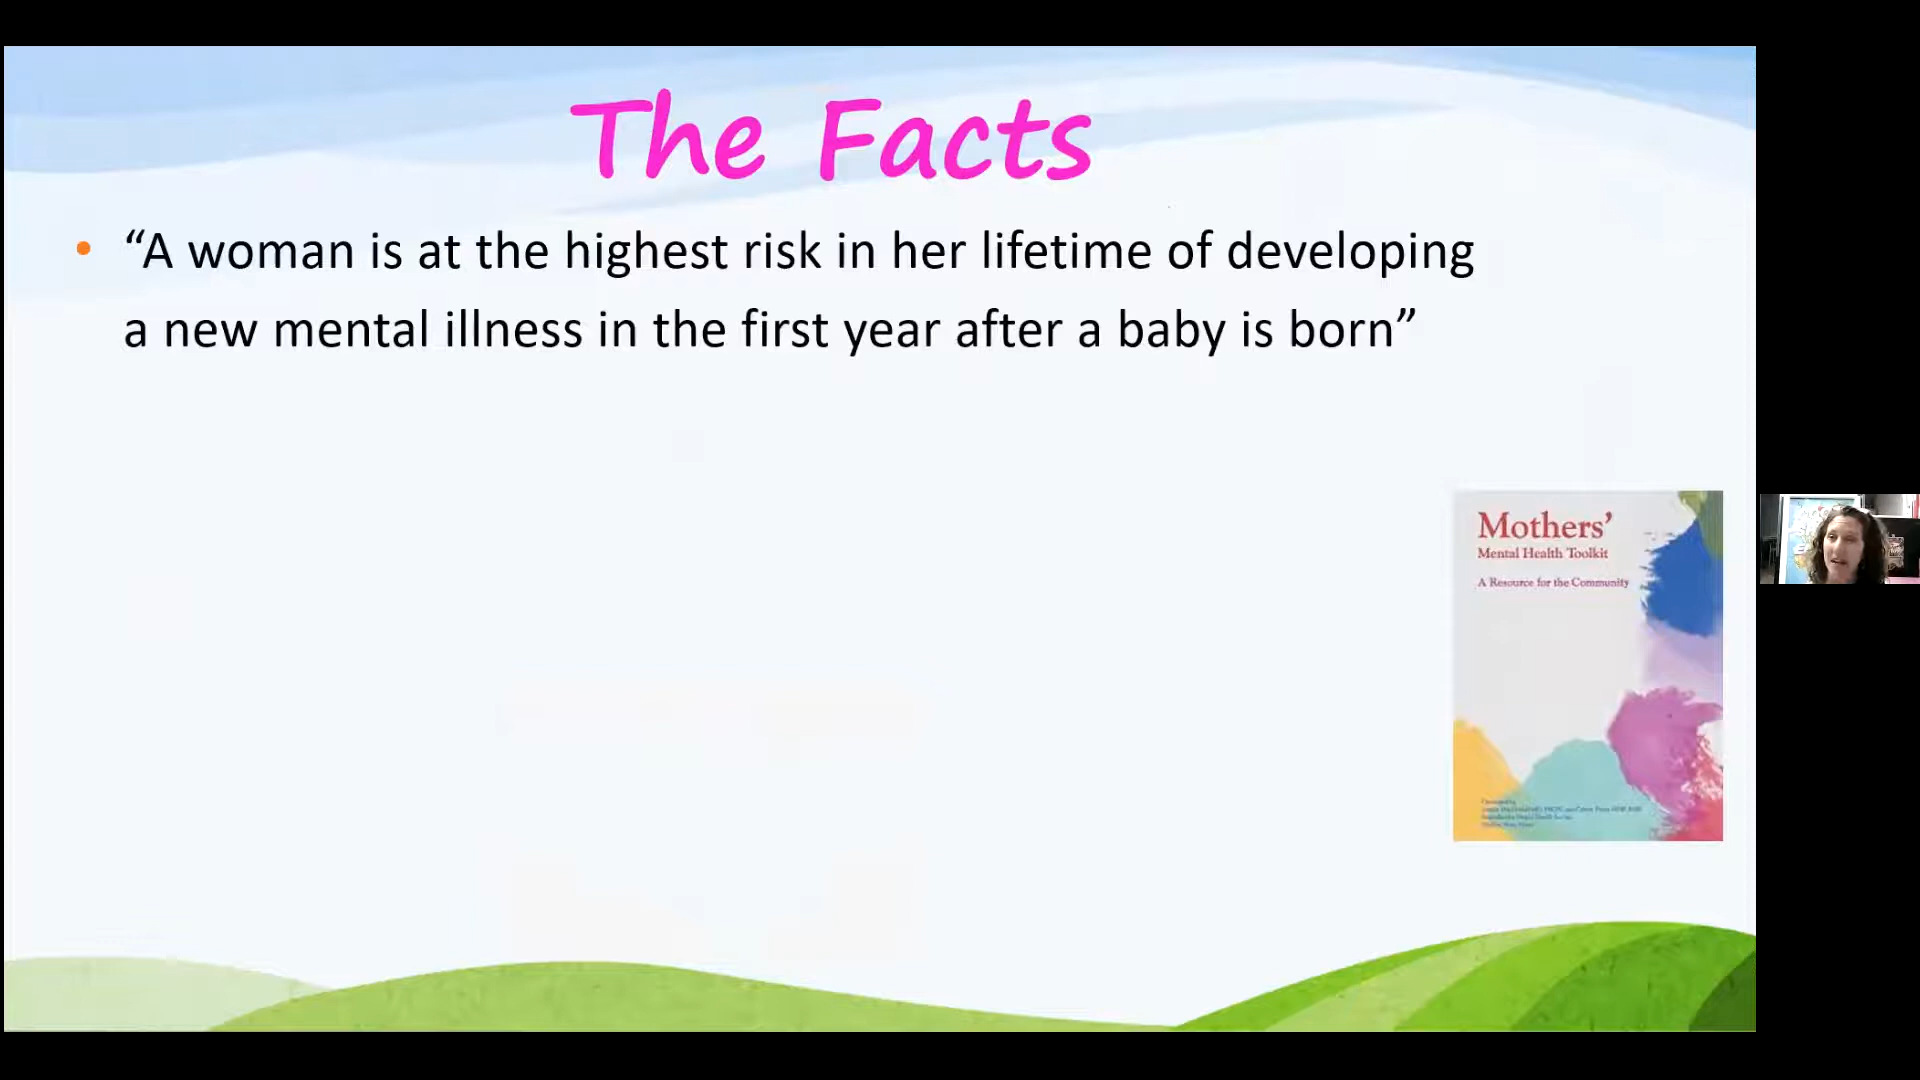 The Facts
• “A woman is at the highest risk in her lifetime of developing
a new mental illness in the first year after a baby is born”
Mothers’
Mental Health Toolkit
A Resource for the Community